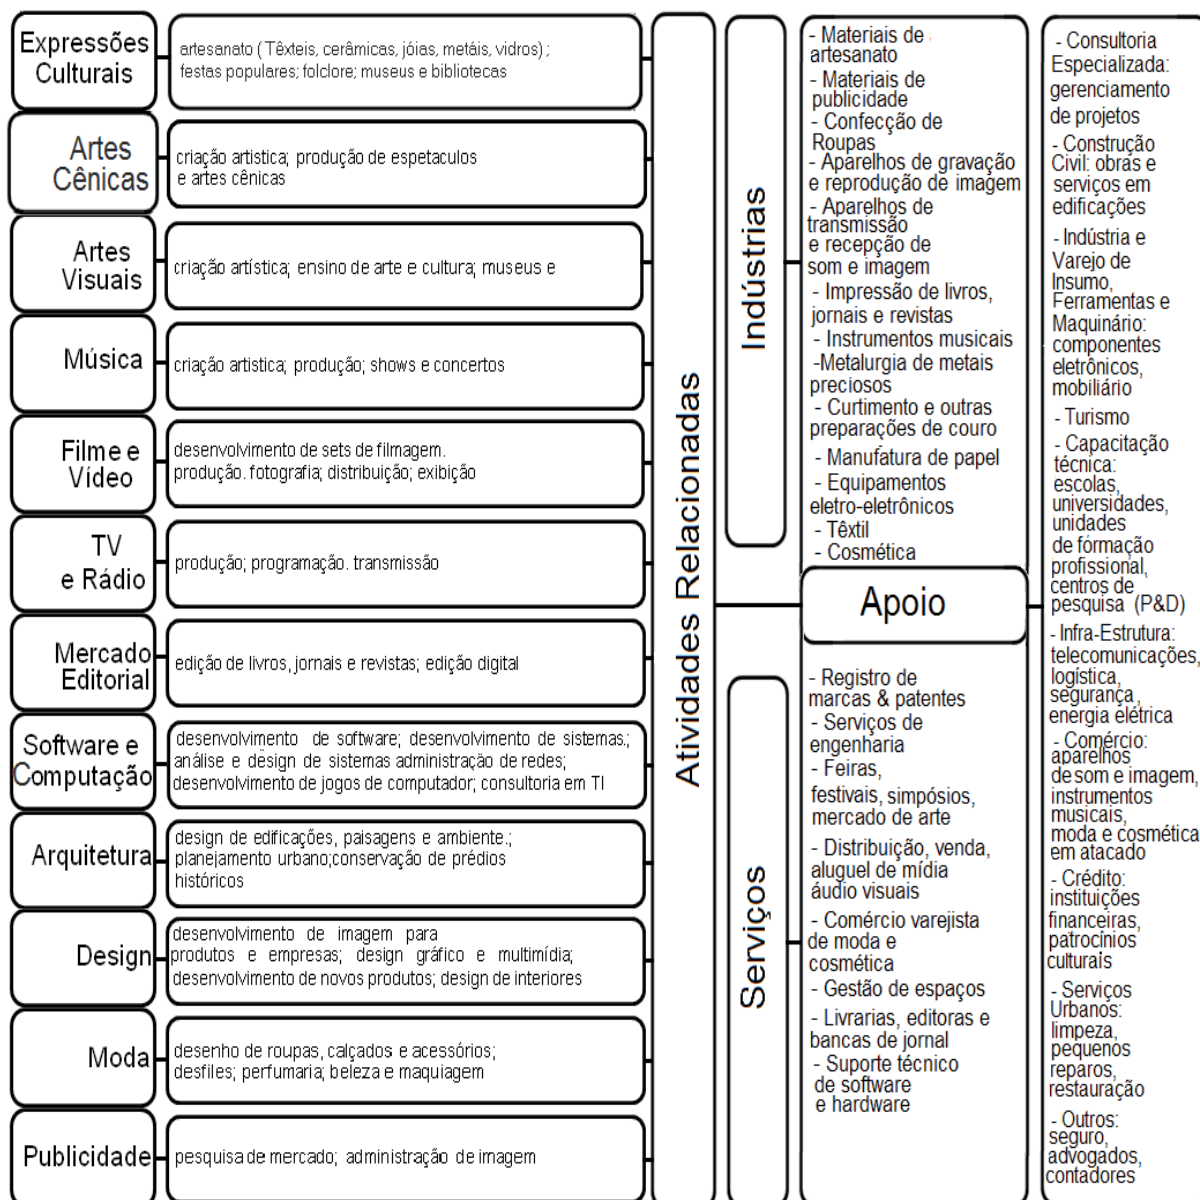 Expressões
Culturais
artesanato ( Têxteis, cerâmicas, jóias, metáis, vidros) ;
festas populares; folclore; museus e bibliotecas
Artes
Cênicas
criação artistica; produção de espetaculos
e artes cênicas
Artes
Visuais
criação artística; ensino de arte e cultura; museus e
Música
criação artistica; produção; shows e concertos
Filme e
Vídeo
desenvolvimento de sets de filmagem.
produção. fotografia; distribuição; exibição
TV
e Rádio
produção; programação. transmissão
Mercado
Editorial
edição de livros, jornais e revistas; edição digital
Software e
Computação
desenvolvimento de software; desenvolvimento de sistemas.;
análise e design de sistemas administração de redes;
desenvolvimento de jogos de computador; consultoria em TI
Arquitetura
design de edificações, paisagens e ambiente.;
planejamento urbano;conservação de prédios
históricos
Design
desenvolvimento de imagem para
produtos e empresas; design gráfico e multimídia;
desenvolvimento de novos produtos; design de interiores
Moda
desenho de roupas, calçados e acessórios;
desfiles; perfumaria; beleza e maquiagem
Publicidade
pesquisa de mercado; administração de imagem
Atividades Relacionadas
Indústrias
- Materiais de
artesanato
- Materiais de
publicidade
- Confecção de
Roupas
- Aparelhos de gravação
e reprodução de imagem
- Aparelhos de
transmissão
e recepção de
som e imagem
- Impressão de livros,
jornais e revistas
- Instrumentos musicais
-Metalurgia de metais
preciosos
- Curtimento e outras
preparações de couro
- Manufatura de papel
- Equipamentos
eletro-eletrônicos
- Têxtil
- Cosmética
Apoio
Serviços
- Registro de
marcas & patentes
- Serviços de
engenharia
- Feiras,
festivais, simpósios,
mercado de arte
- Distribuição, venda,
aluguel de mídia
áudio visuais
- Comércio varejista
de moda e
cosmética
- Gestão de espaços
- Livrarias, editoras e
bancas de jornal
- Suporte técnico
de software
e hardware
- Consultoria
Especializada:
gerenciamento
de projetos
- Construção
Civil: obras e
serviços em
edificações
- Indústria e
Varejo de
Insumo,
Ferramentas e
Maquinário:
componentes
eletrônicos,
mobiliário
- Turismo
- Capacitação
técnica:
escolas,
universidades,
unidades
de formação
profissional,
centros de
pesquisa (P&D)
- Infra-Estrutura:
telecomunicações,
logística,
segurança,
energia elétrica
- Comércio:
aparelhos
de som e imagem,
instrumentos
musicais,
moda e cosmética
em atacado
- Crédito:
instituições
financeiras,
patrocínios
culturais
- Serviços
Urbanos:
limpeza,
pequenos
reparos,
restauração
- Outros:
seguro,
advogados,
contadores